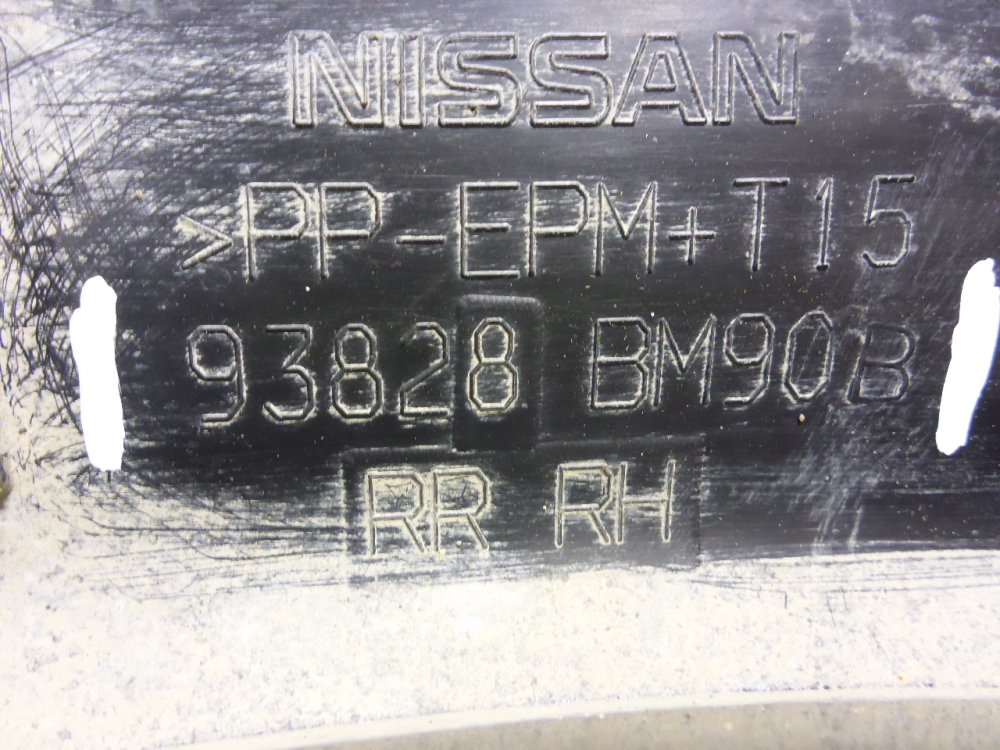 NISSAN
>PP-EPM+T15
93828 BM90B
RR RH